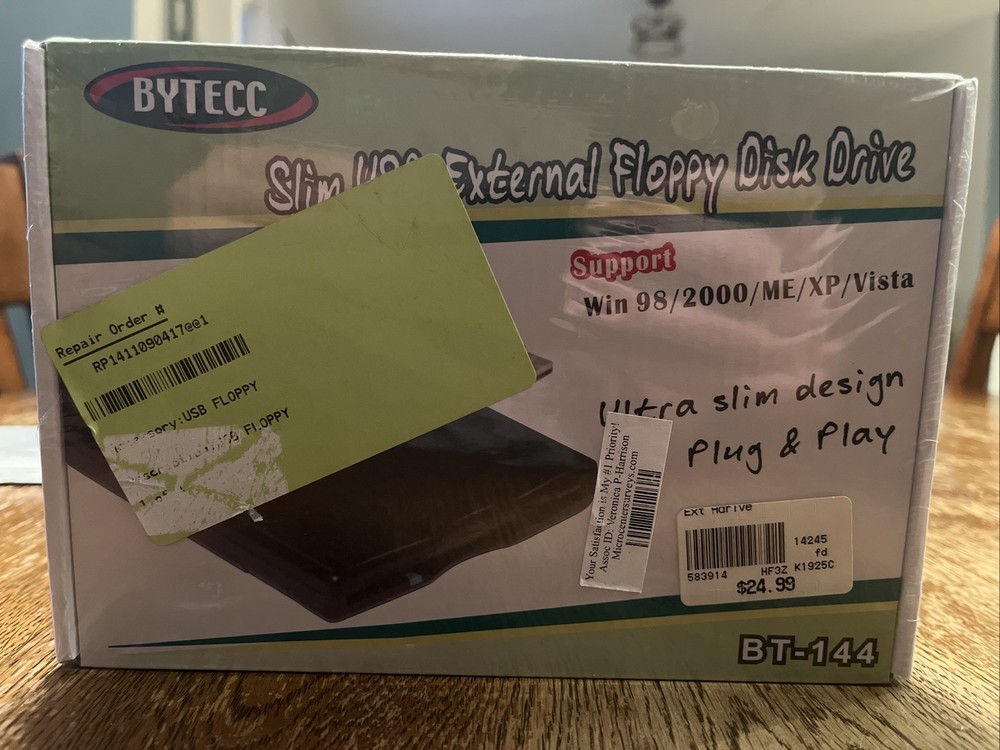 BYTECC
Slim USB External Floppy Disk Drive
Support
Win 98/2000/ME/XP/Vista
Repair Order #
RP1411090417@@1
USB FLOPPY
FLOPPY
Ultra slim design
Plug & Play
Your Satisfaction is My #1 Priority!
Assoc ID: Veronica P Harrison
Microcentersurveys.com
Ext Hdrive
14245
fd
583914 HF3Z K1925C
$24.99
BT-144